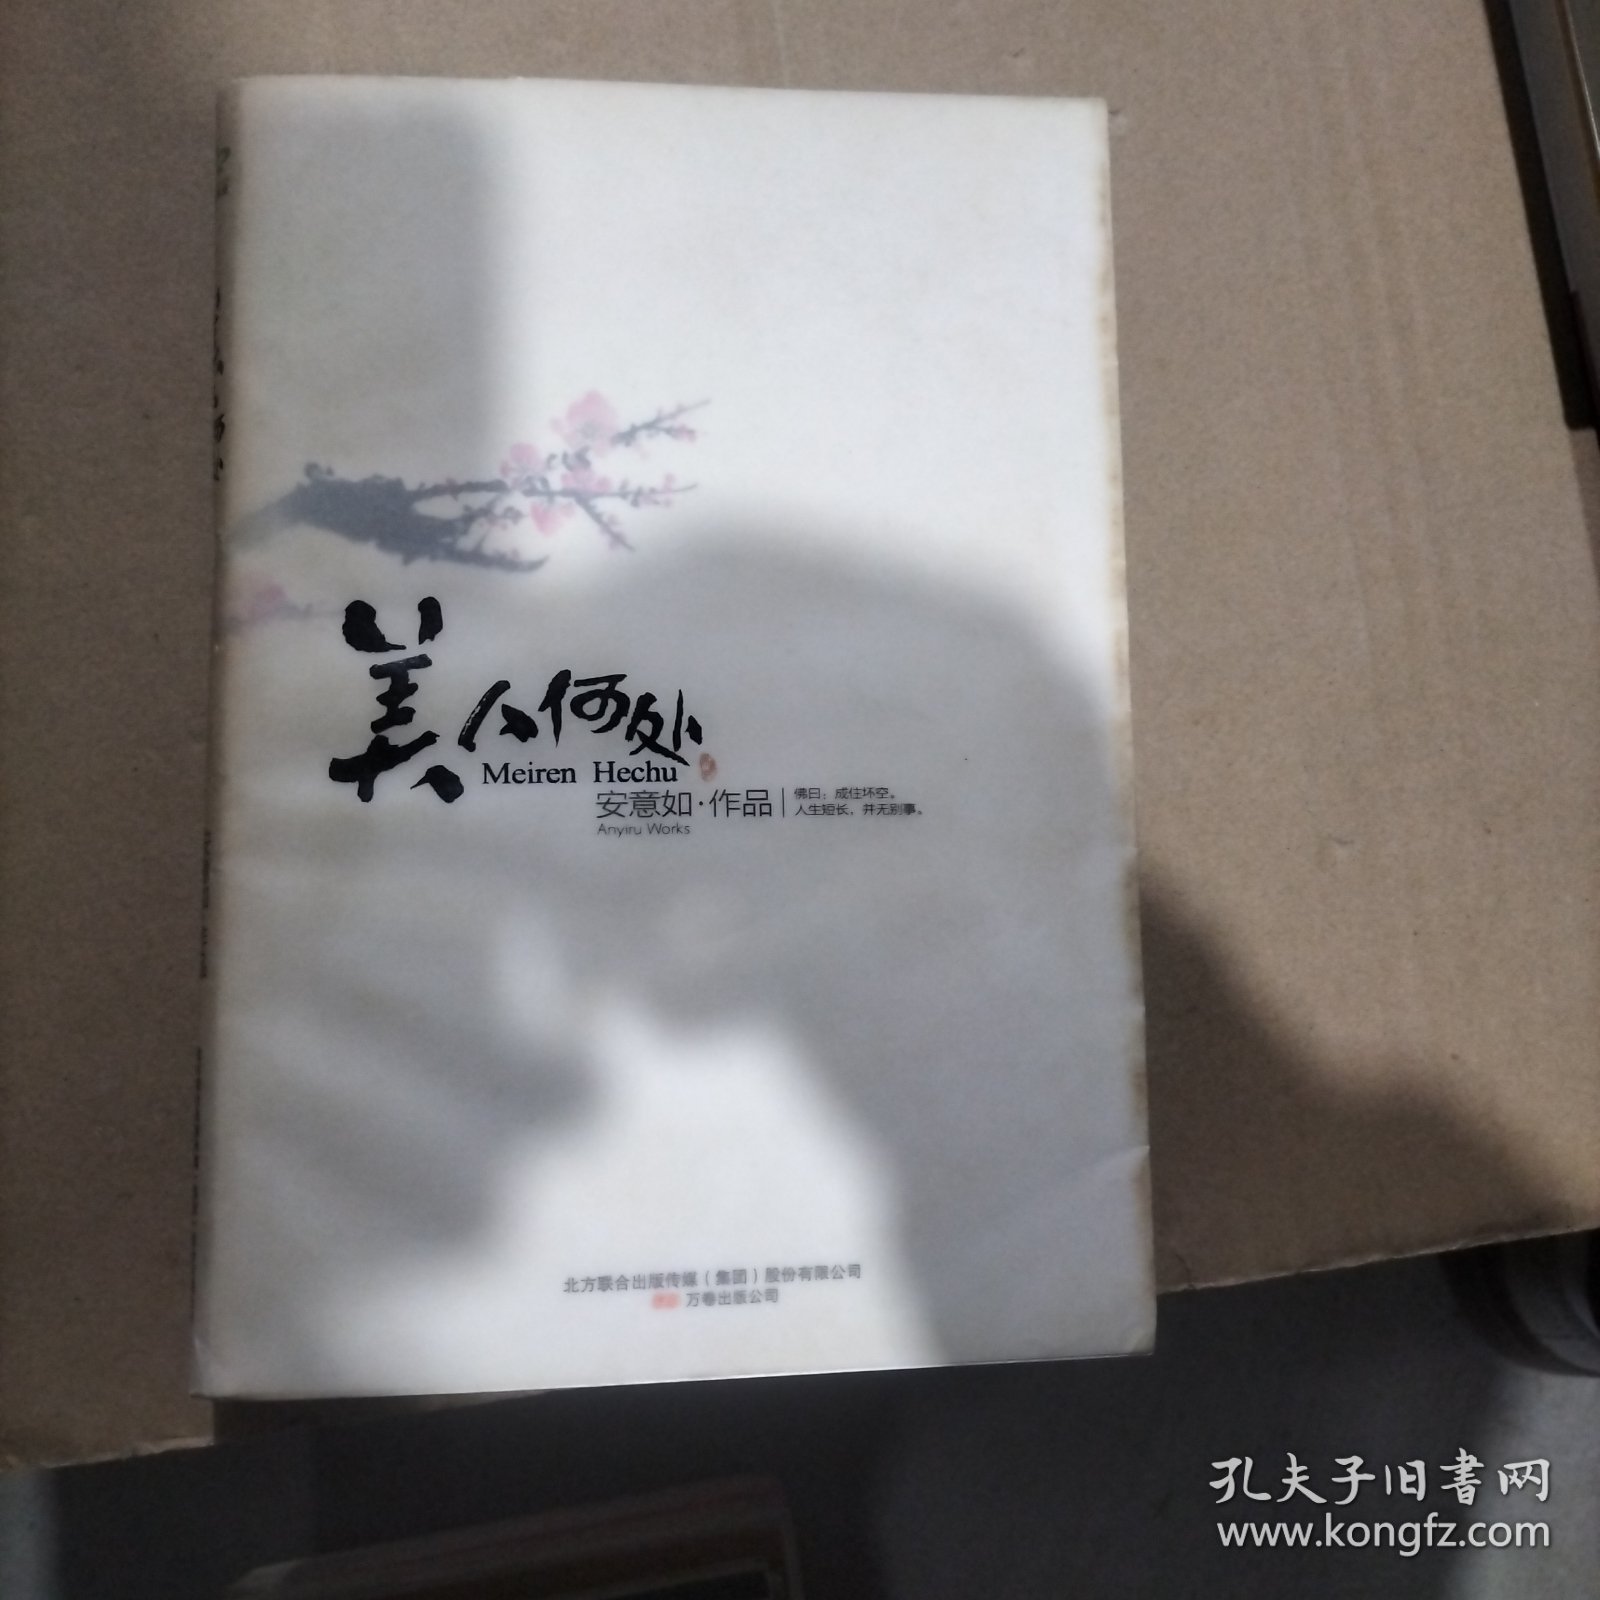 美人何处
Meiren Hechu
安意如·作品
Anyiru Works
佛曰：成住坏空。
人生短长，并无别事。
北方联合出版传媒（集团）股份有限公司
万卷出版公司
孔夫子旧書网
www.kongfz.com